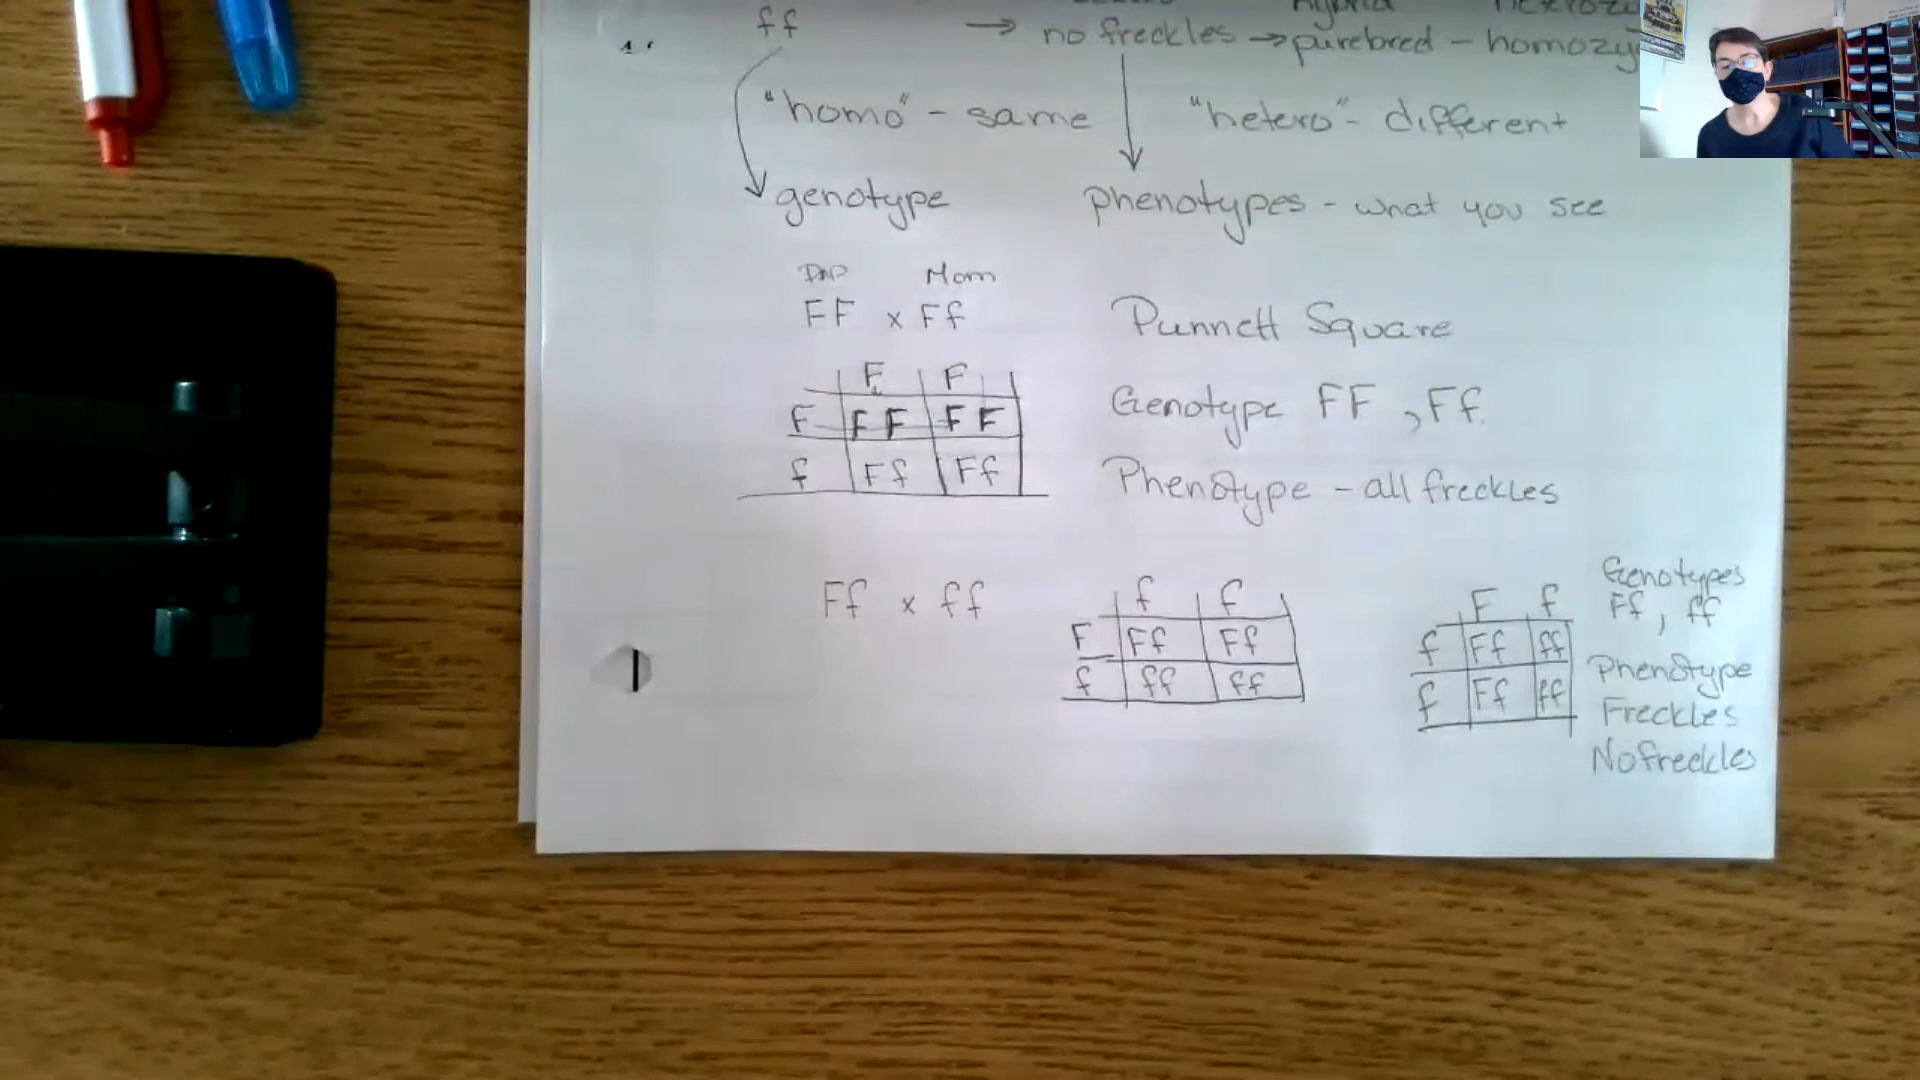 ff → no freckles → purebred - homozy
"homo" - same "hetero" - different
genotype phenotypes - what you see
DAD Mom
FF x Ff Punnett Square
F F
F FF FF Genotype FF , Ff.
f Ff Ff Phenotype - all freckles
Ff x ff
f f
F Ff Ff
f ff ff
F f
f Ff ff
f Ff ff
Genotypes
Ff , ff
Phenotype
Freckles
No freckles